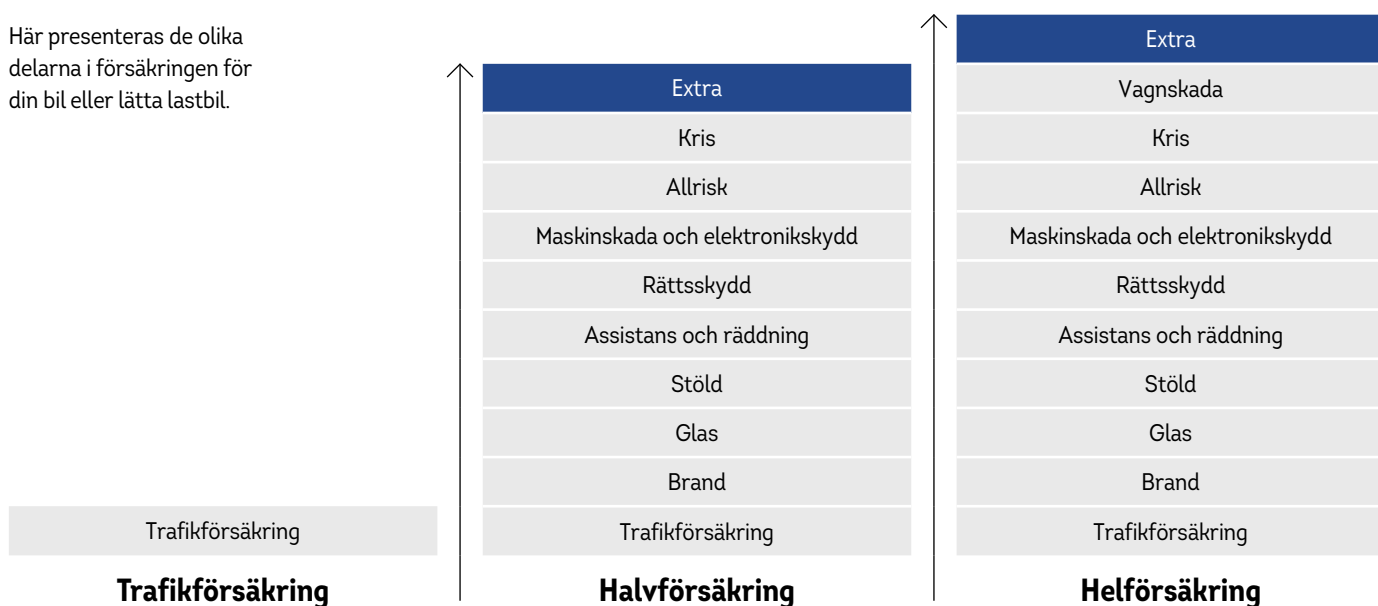 Här presenteras de olika
delarna i försäkringen för
din bil eller lätta lastbil.
Trafikförsäkring
Trafikförsäkring
Extra
Kris
Allrisk
Maskinskada och elektronikskydd
Rättsskydd
Assistans och räddning
Stöld
Glas
Brand
Trafikförsäkring
Halvförsäkring
Extra
Vagnskada
Kris
Allrisk
Maskinskada och elektronikskydd
Rättsskydd
Assistans och räddning
Stöld
Glas
Brand
Trafikförsäkring
Helförsäkring